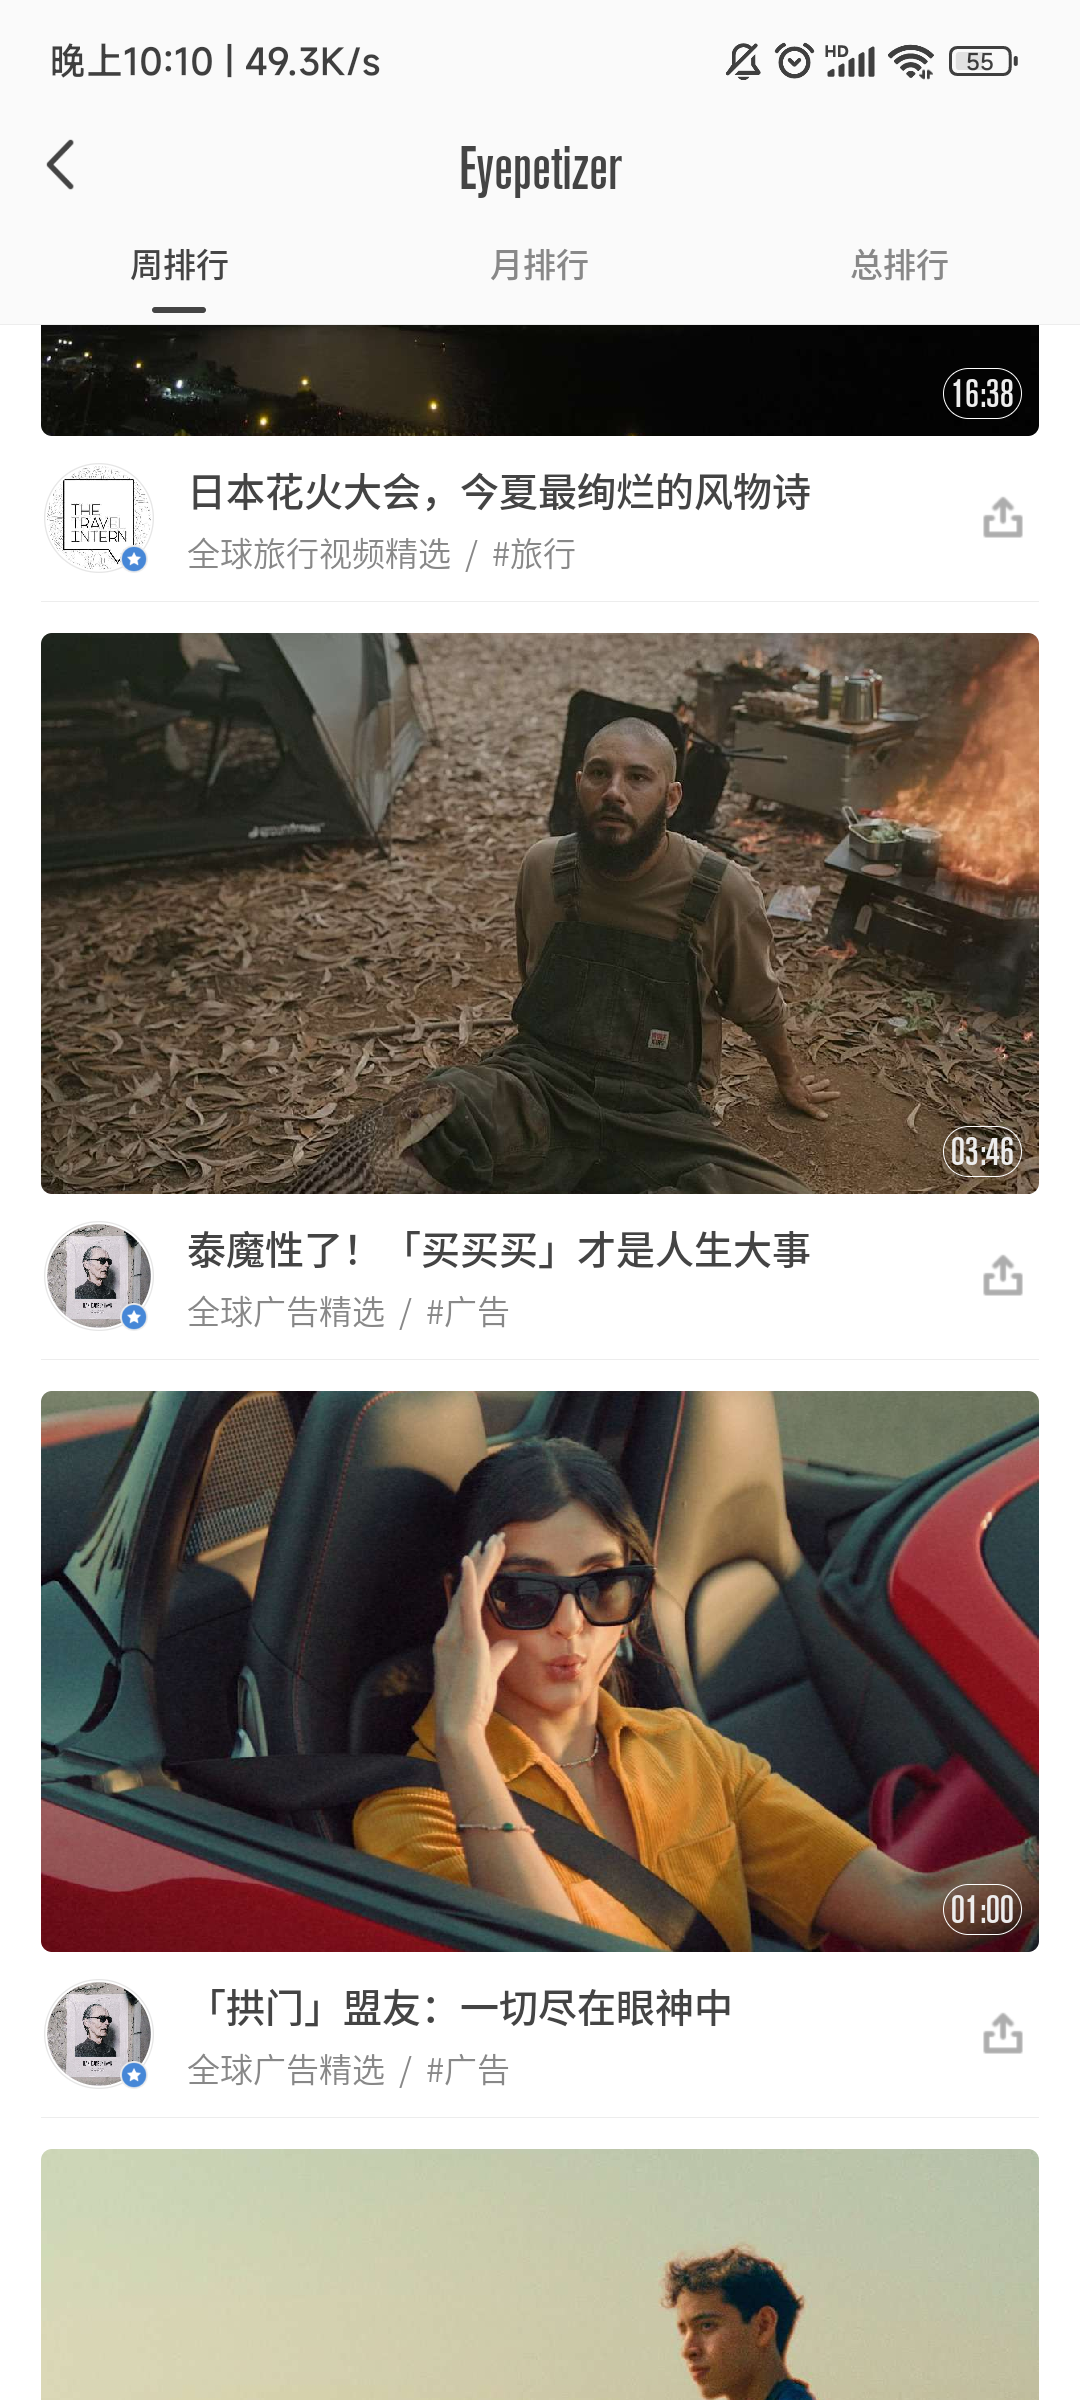 晚上10:10 | 49.3K/s
HD
55
Eyepetizer
周排行
月排行
总排行
16:38
THE
TRAVEL
INTERN
日本花火大会，今夏最绚烂的风物诗
全球旅行视频精选 / #旅行
03:46
泰魔性了！「买买买」才是人生大事
全球广告精选 / #广告
01:00
「拱门」盟友：一切尽在眼神中
全球广告精选 / #广告